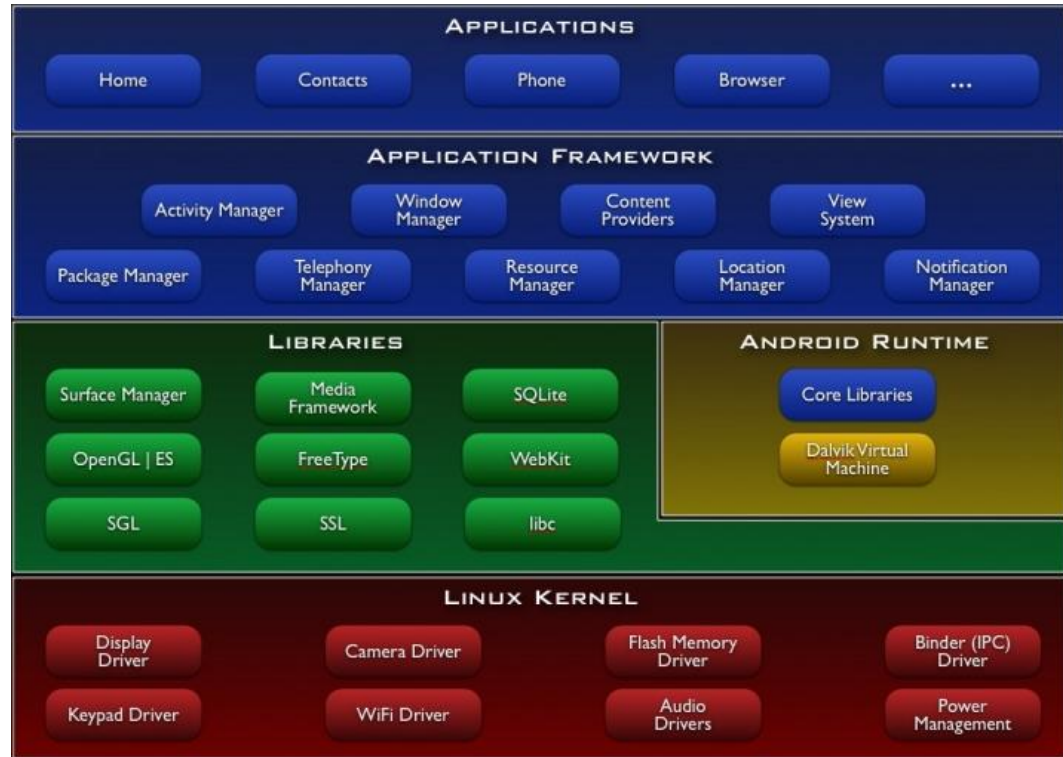 APPLICATIONS
Home
Contacts
Phone
Browser
...
APPLICATION FRAMEWORK
Activity Manager
Window
Manager
Content
Providers
View
System
Package Manager
Telephony
Manager
Resource
Manager
Location
Manager
Notification
Manager
LIBRARIES
Surface Manager
Media
Framework
SQLite
OpenGL | ES
FreeType
WebKit
SGL
SSL
libc
ANDROID RUNTIME
Core Libraries
Dalvik Virtual
Machine
LINUX KERNEL
Display
Driver
Camera Driver
Flash Memory
Driver
Binder (IPC)
Driver
Keypad Driver
WiFi Driver
Audio
Drivers
Power
Management